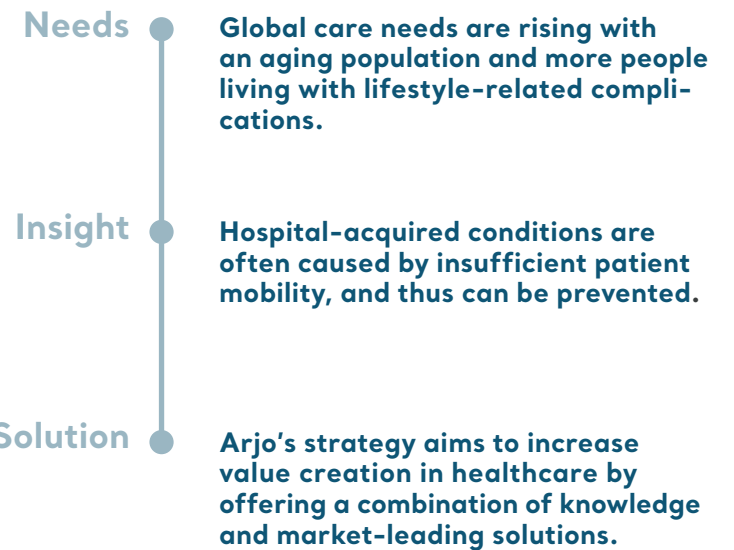 Needs
Global care needs are rising with
an aging population and more people
living with lifestyle-related compli-
cations.
Insight
Hospital-acquired conditions are
often caused by insufficient patient
mobility, and thus can be prevented.
Solution
Arjo's strategy aims to increase
value creation in healthcare by
offering a combination of knowledge
and market-leading solutions.